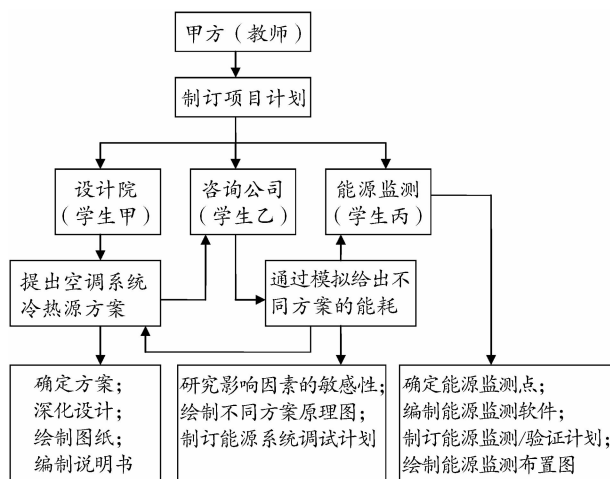 甲方（教师）
制订项目计划
设计院
（学生甲）
咨询公司
（学生乙）
能源监测
（学生丙）
提出空调系统
冷热源方案
通过模拟给出不
同方案的能耗
确定方案；
深化设计；
绘制图纸；
编制说明书
研究影响因素的敏感性；
绘制不同方案原理图；
制订能源系统调试计划
确定能源监测点；
编制能源监测软件；
制订能源监测/验证计划；
绘制能源监测布置图